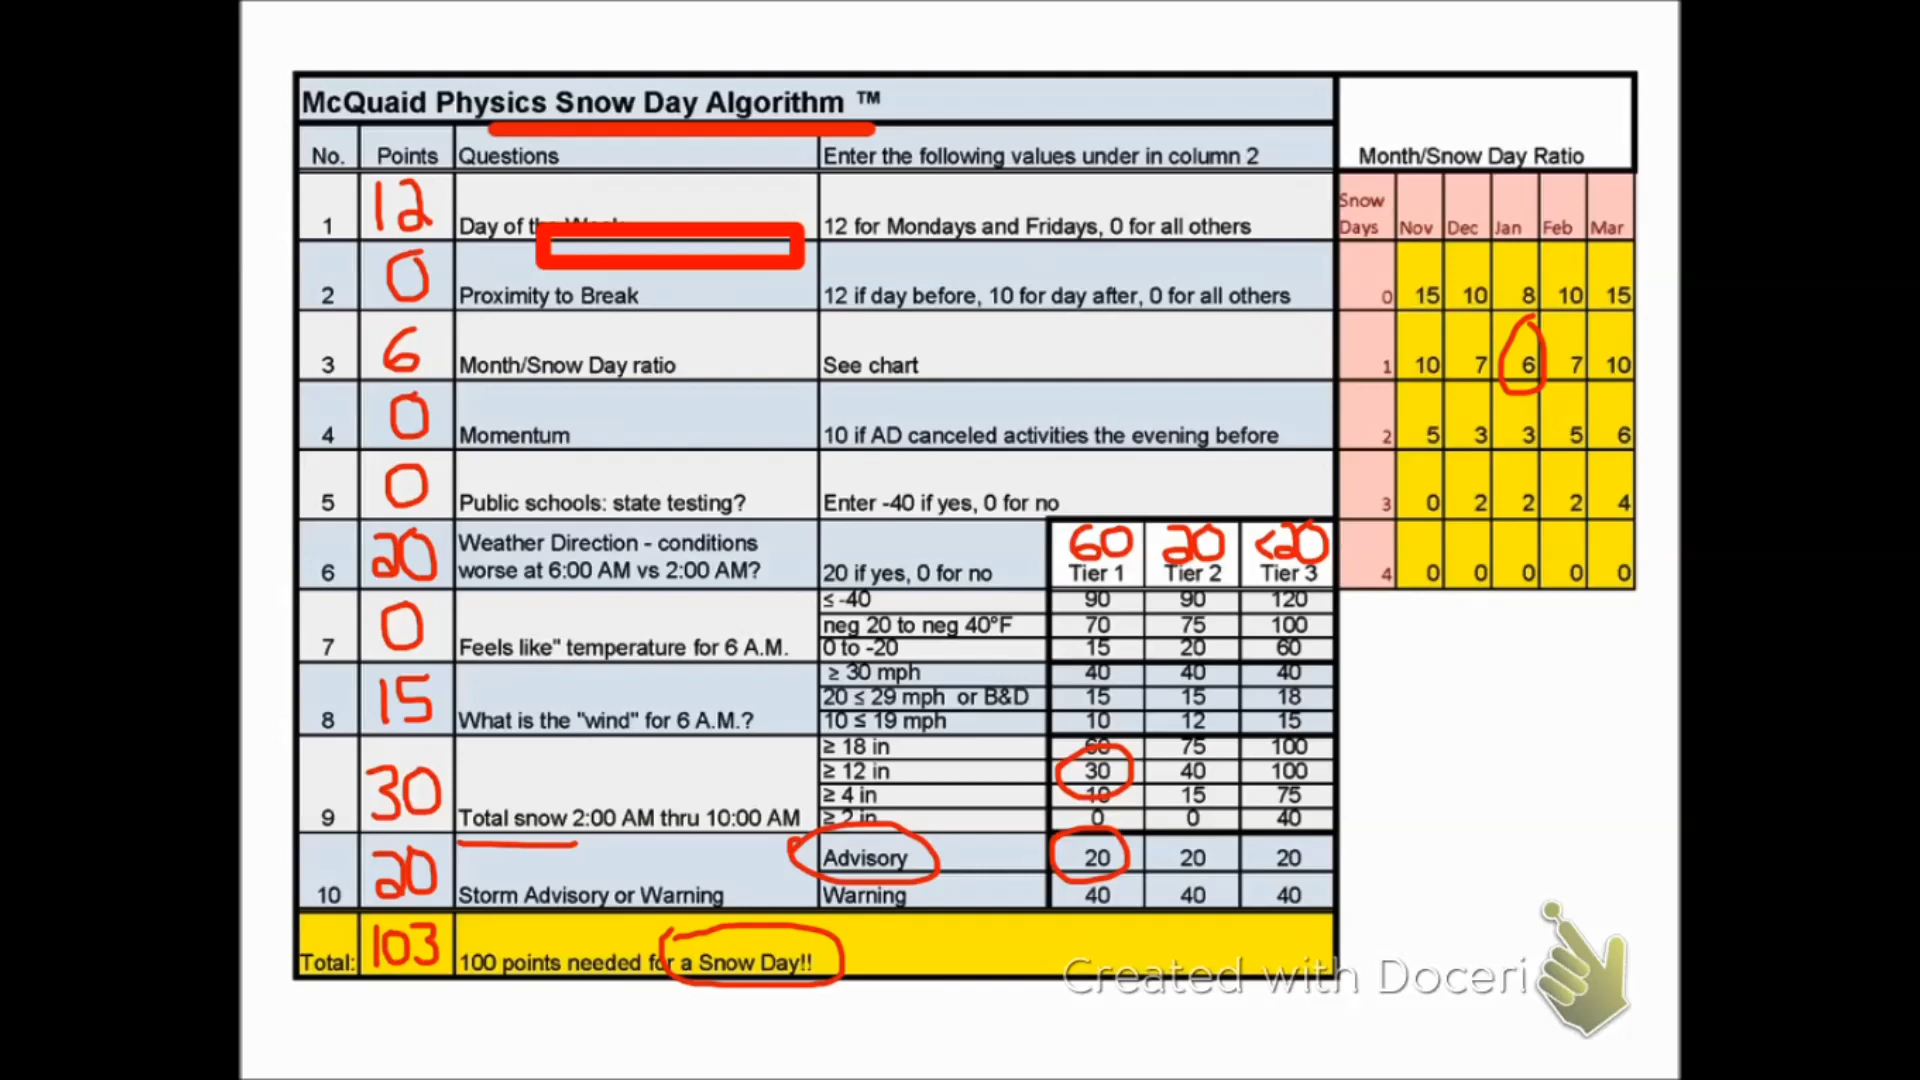 McQuaid Physics Snow Day Algorithm ™
No. Points Questions Enter the following values under in column 2 Month/Snow Day Ratio
Snow Days Nov Dec Jan Feb Mar
1 12 Day of the Week 12 for Mondays and Fridays, 0 for all others
2 0 Proximity to Break 12 if day before, 10 for day after, 0 for all others 0 15 10 8 10 15
3 6 Month/Snow Day ratio See chart 1 10 7 6 7 10
4 0 Momentum 10 if AD canceled activities the evening before 2 5 3 3 5 6
5 0 Public schools: state testing? Enter -40 if yes, 0 for no 3 0 2 2 2 4
60 20 <20
6 20 Weather Direction - conditions
worse at 6:00 AM vs 2:00 AM? 20 if yes, 0 for no Tier 1 Tier 2 Tier 3 4 0 0 0 0 0
≤ -40 90 90 120
neg 20 to neg 40°F 70 75 100
7 0 Feels like" temperature for 6 A.M. 0 to -20 15 20 60
≥ 30 mph 40 40 40
20 ≤ 29 mph or B&D 15 15 18
8 15 What is the "wind" for 6 A.M.? 10 ≤ 19 mph 10 12 15
≥ 18 in 60 75 100
≥ 12 in 30 40 100
≥ 4 in 10 15 75
9 30 Total snow 2:00 AM thru 10:00 AM ≥ 2 in 0 0 40
Advisory 20 20 20
10 20 Storm Advisory or Warning Warning 40 40 40
Total: 103 100 points needed for a Snow Day!!
Created with Doceri